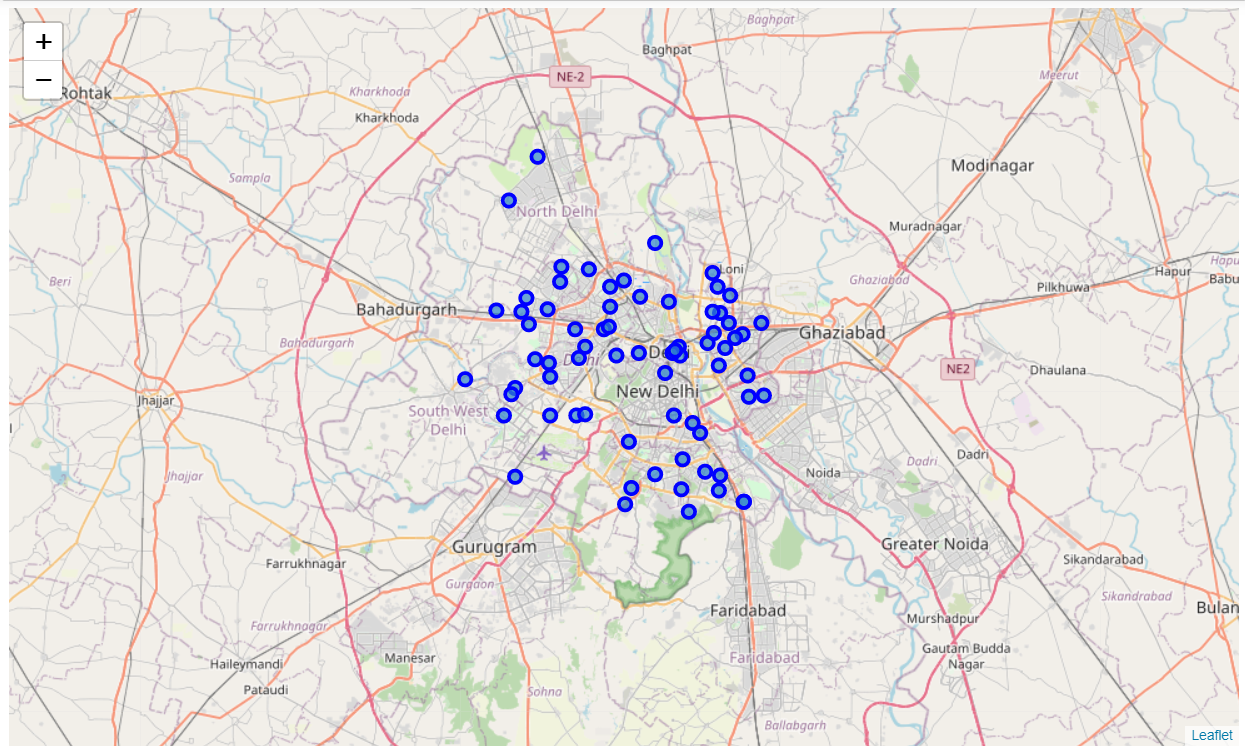 +
−
Baghpat
Baghpat
NE-2
Meerut
Rohtak
Kharkhoda
Kharkhoda
Modinagar
Sampla
North Delhi
Muradnagar
Loni
Ghaziabad
Hapur
Beri
Babu
Pilkhuwa
Bahadurgarh
Ghaziabad
Bahadurgarh
Delhi
NE2
Dhaulana
New Delhi
Jhajjar
South West
Delhi
Dadri
Dadri
Noida
Jhajjar
Gurugram
Greater Noida
Farrukhnagar
Sikandarabad
Gurgaon
Sikandrabad
Faridabad
Bulan
Murshadpur
Farrukhnagar
Gautam Budda
Nagar
Manesar
Faridabad
Haileymandi
Pataudi
Sohna
Ballabgarh
Leaflet